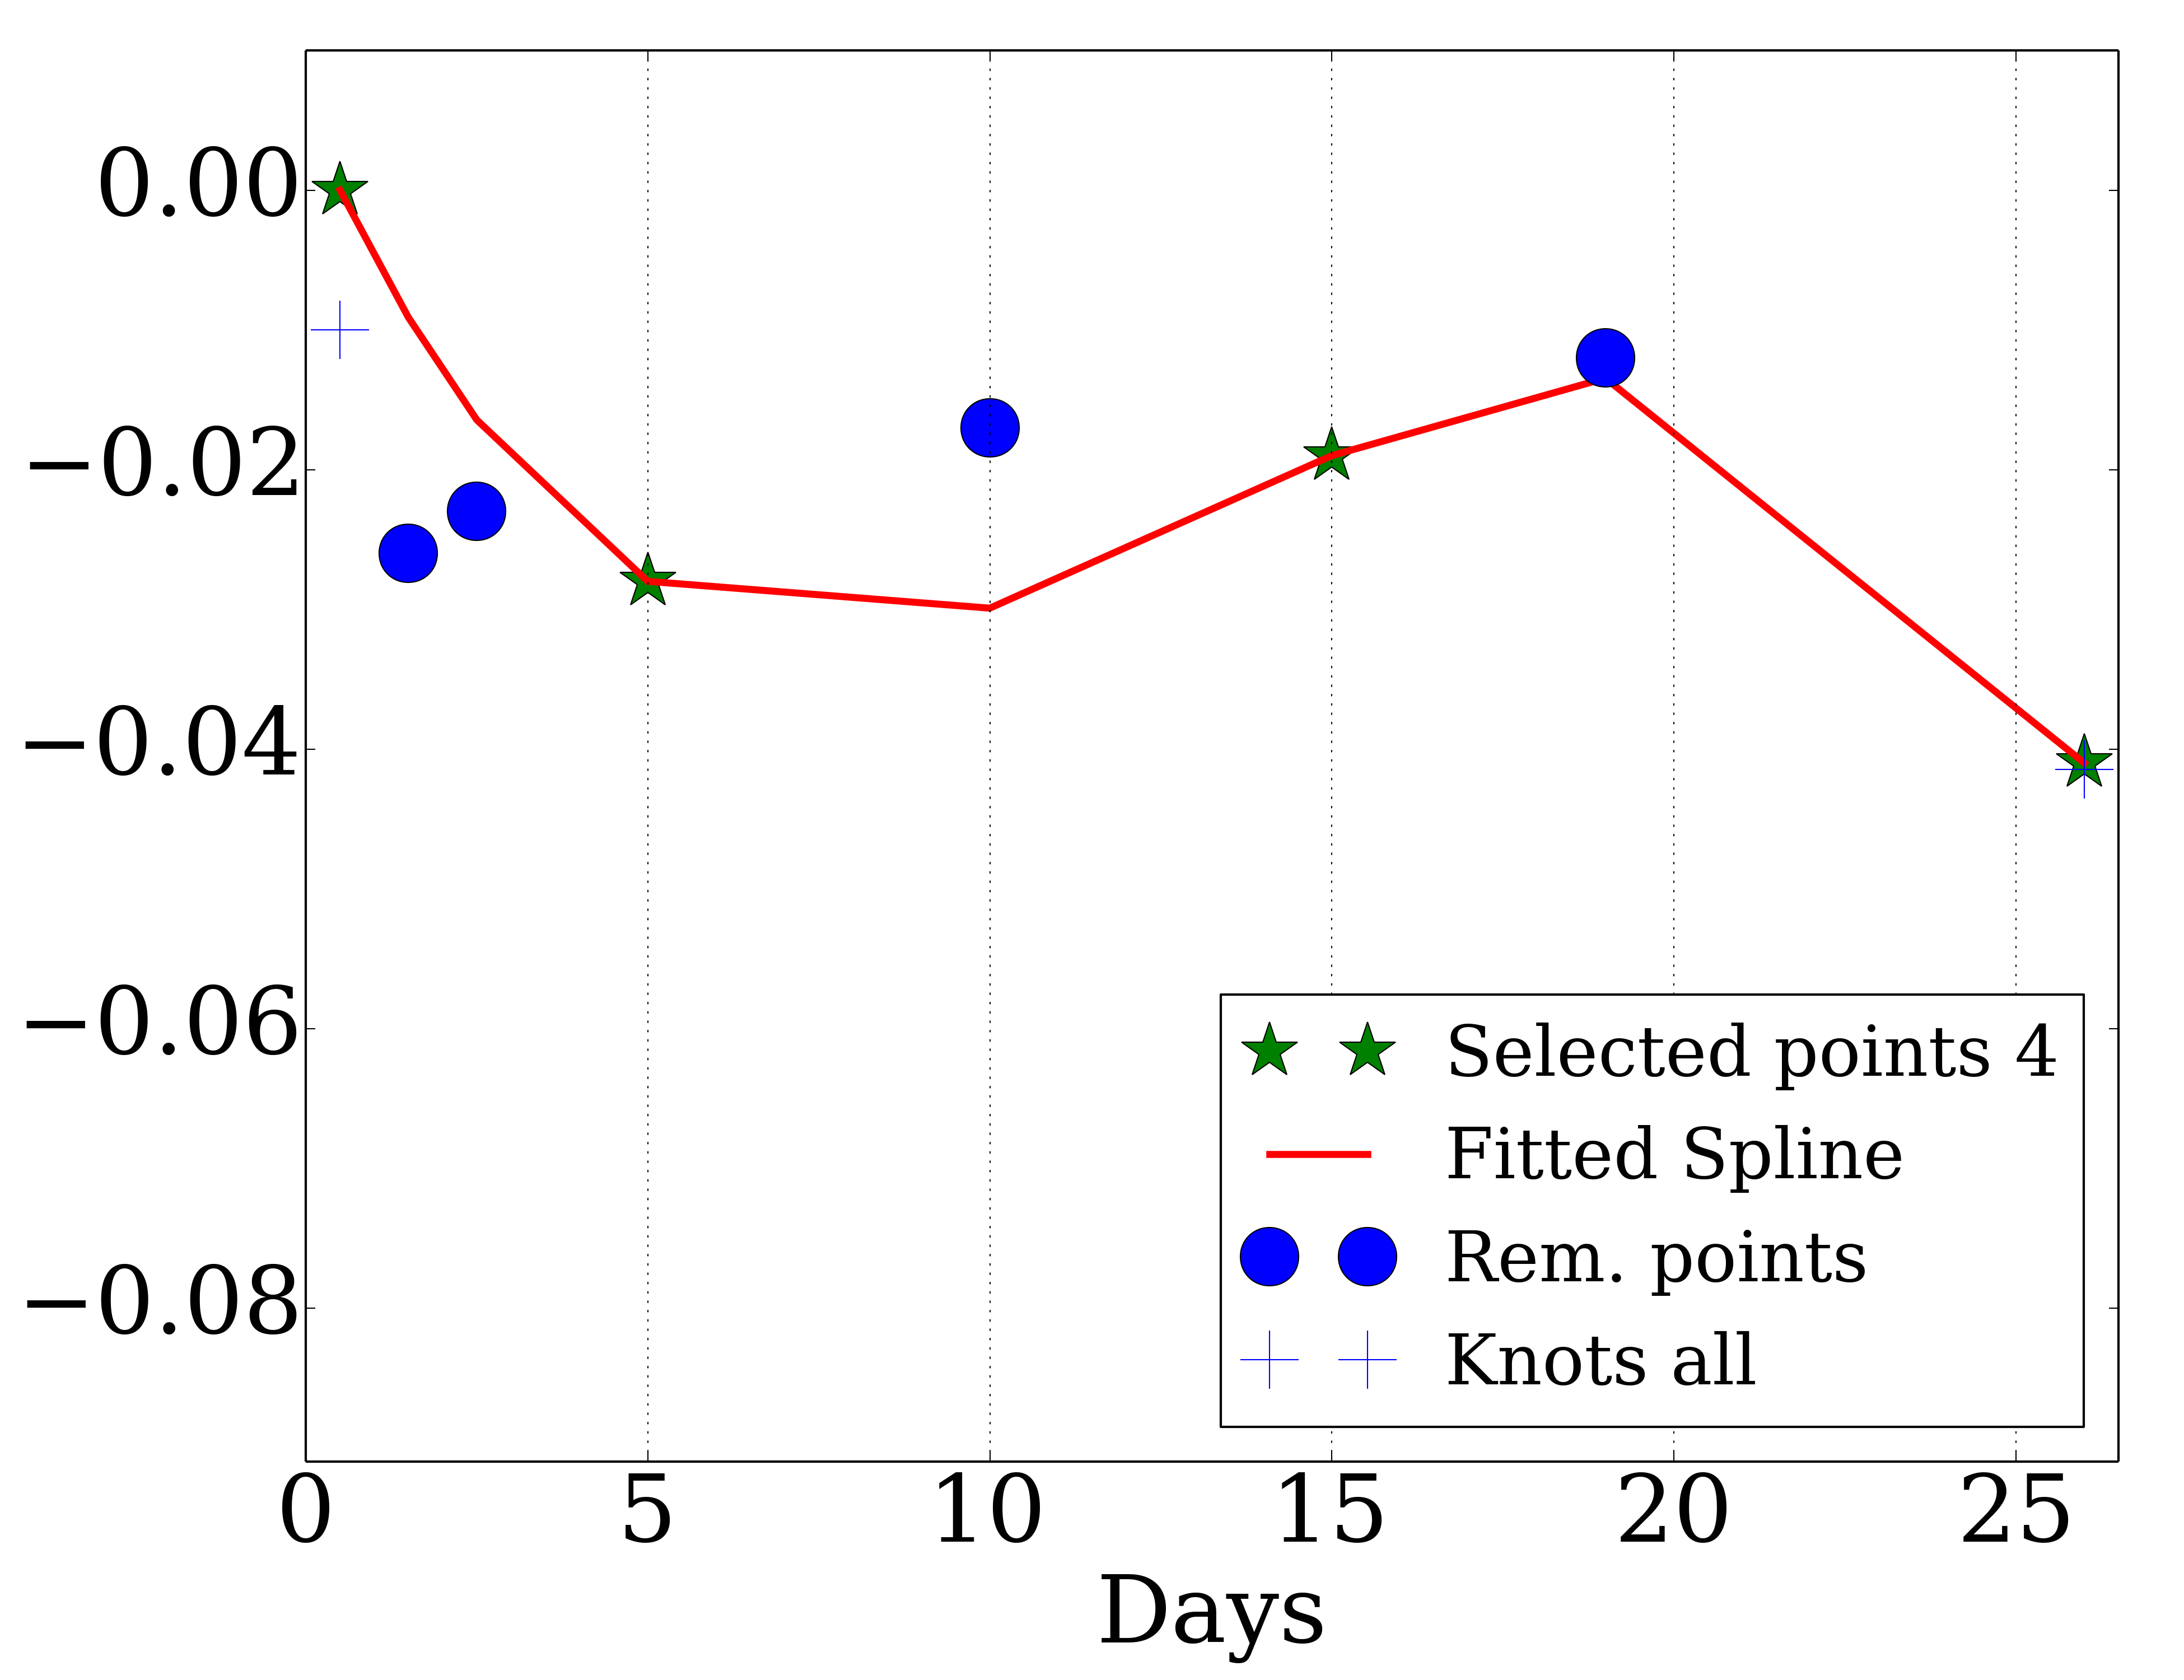 0.00
−0.02
−0.04
−0.06
−0.08
Selected points 4
Fitted Spline
Rem. points
Knots all
0 5 10 15 20 25
Days